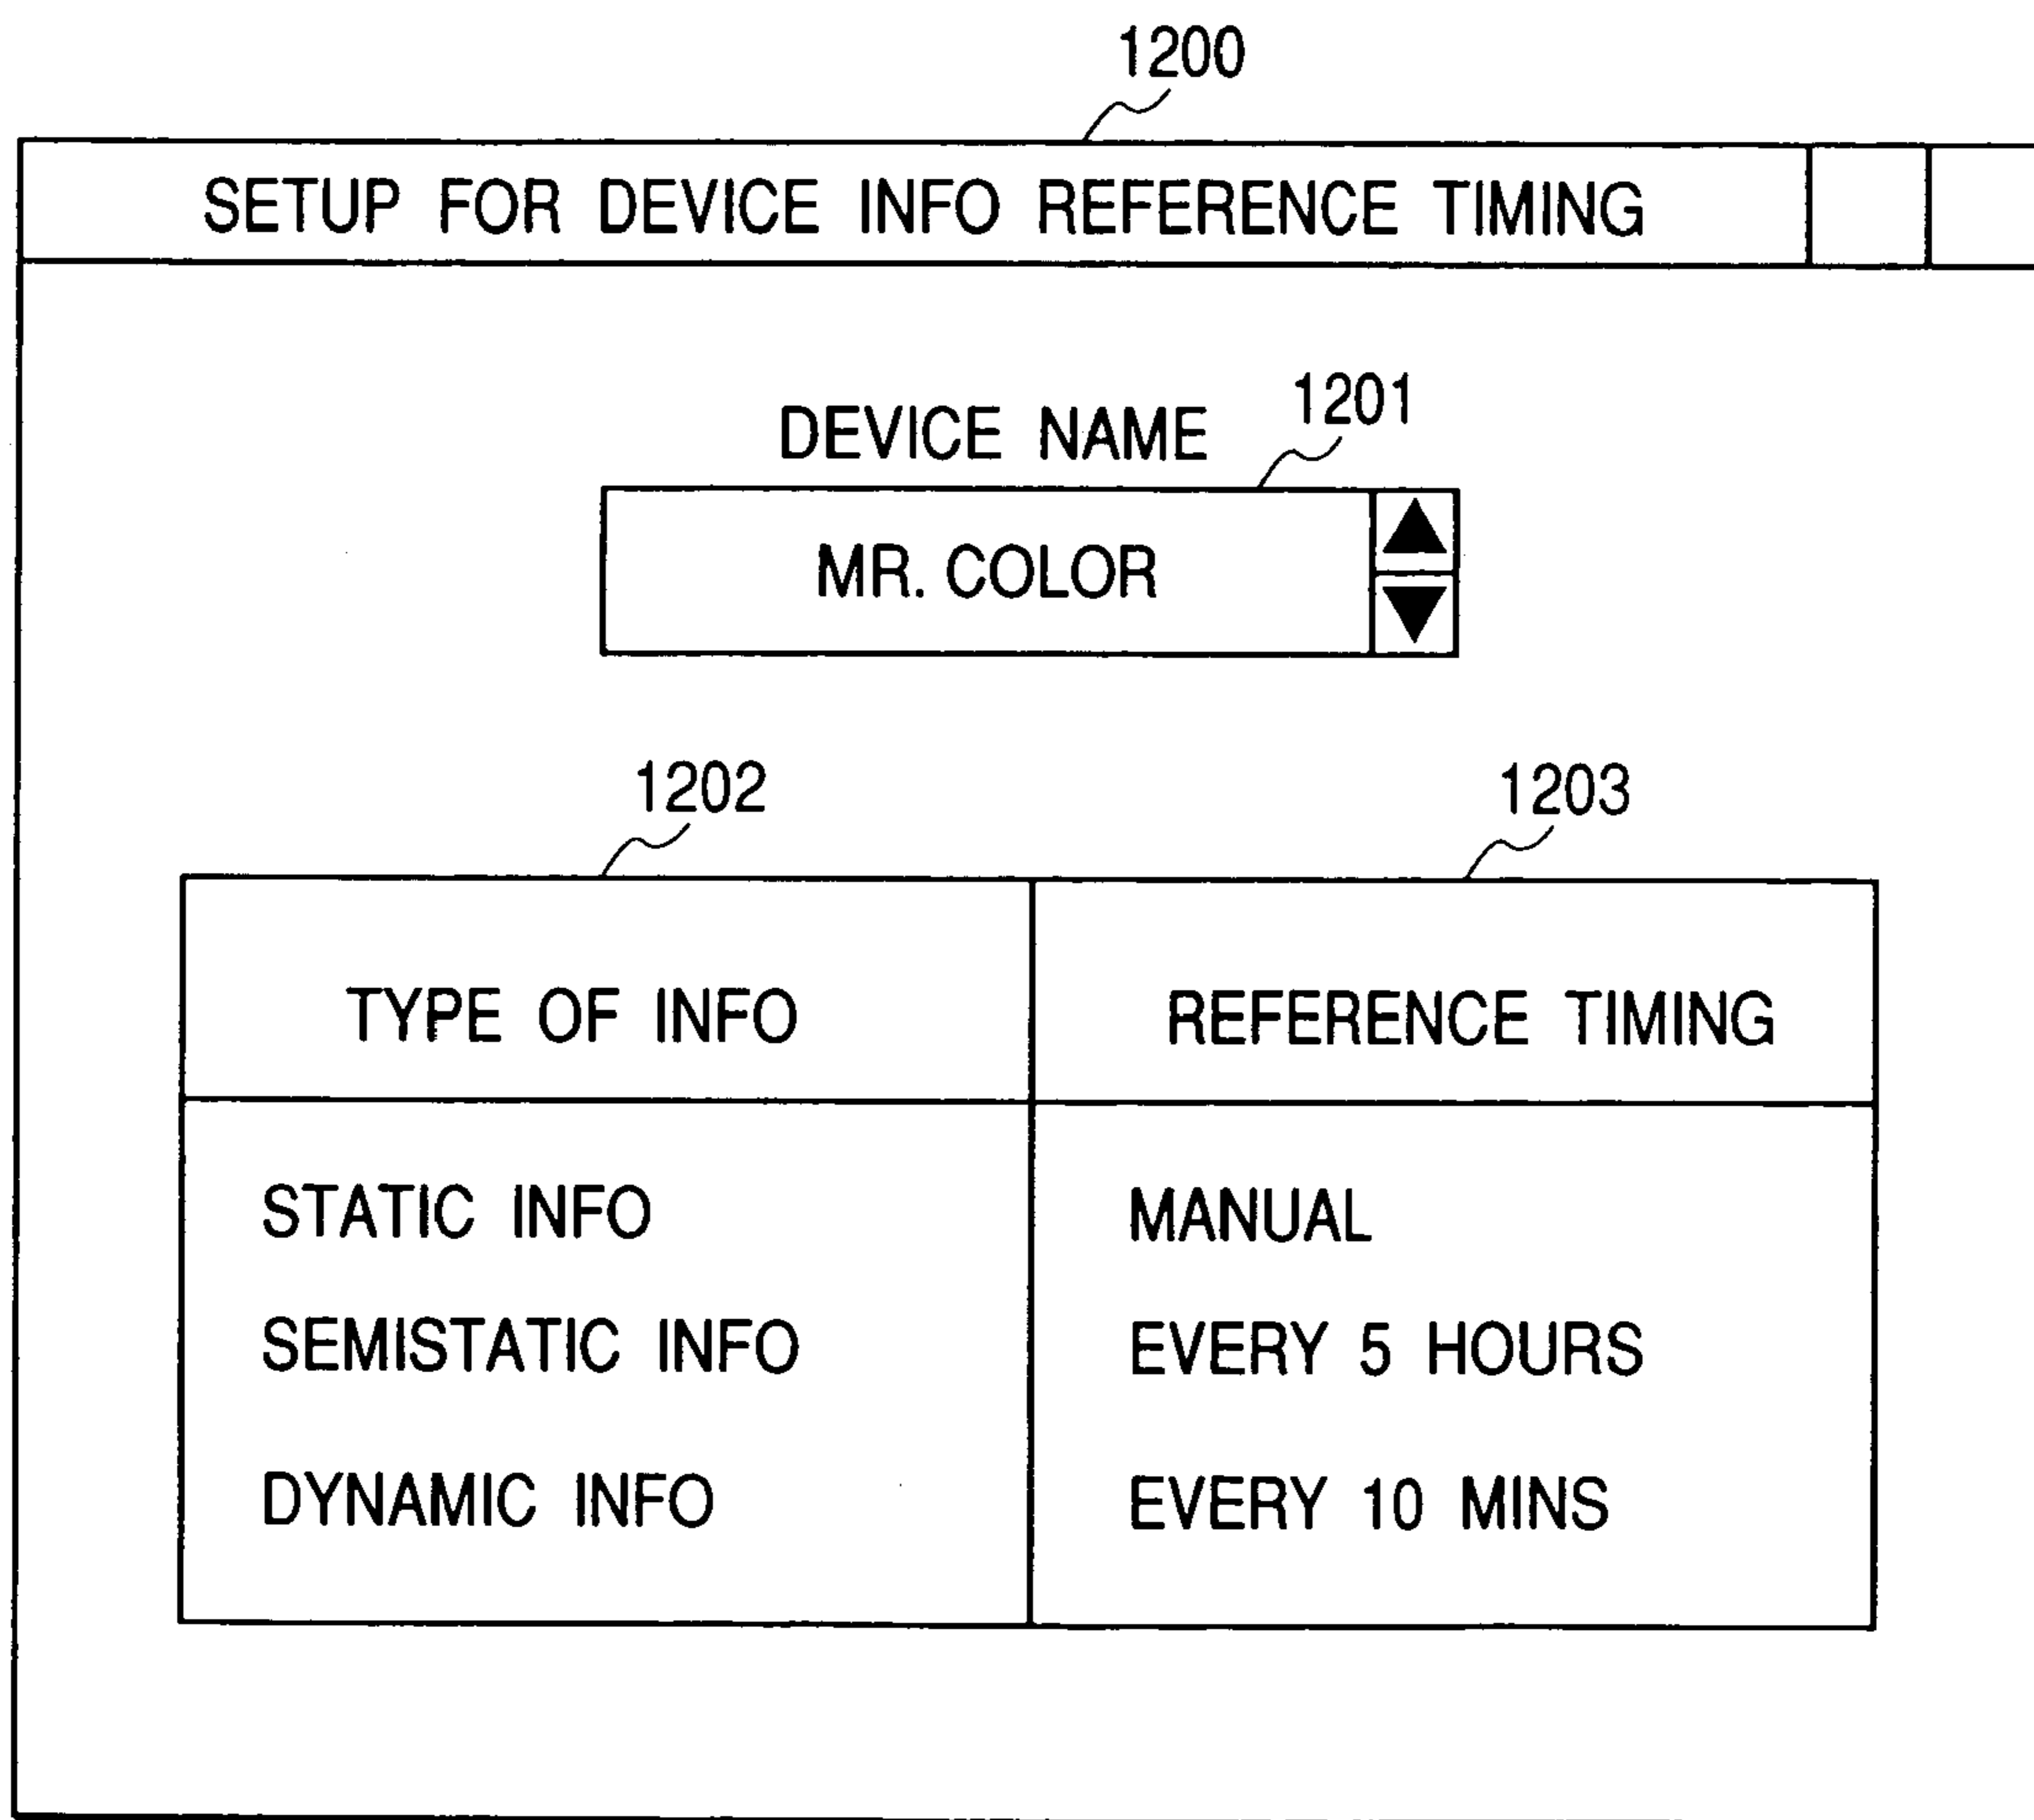 1200
SETUP FOR DEVICE INFO REFERENCE TIMING
1201
DEVICE NAME
MR. COLOR
1202
1203
TYPE OF INFO
REFERENCE TIMING
STATIC INFO
MANUAL
SEMISTATIC INFO
EVERY 5 HOURS
DYNAMIC INFO
EVERY 10 MINS